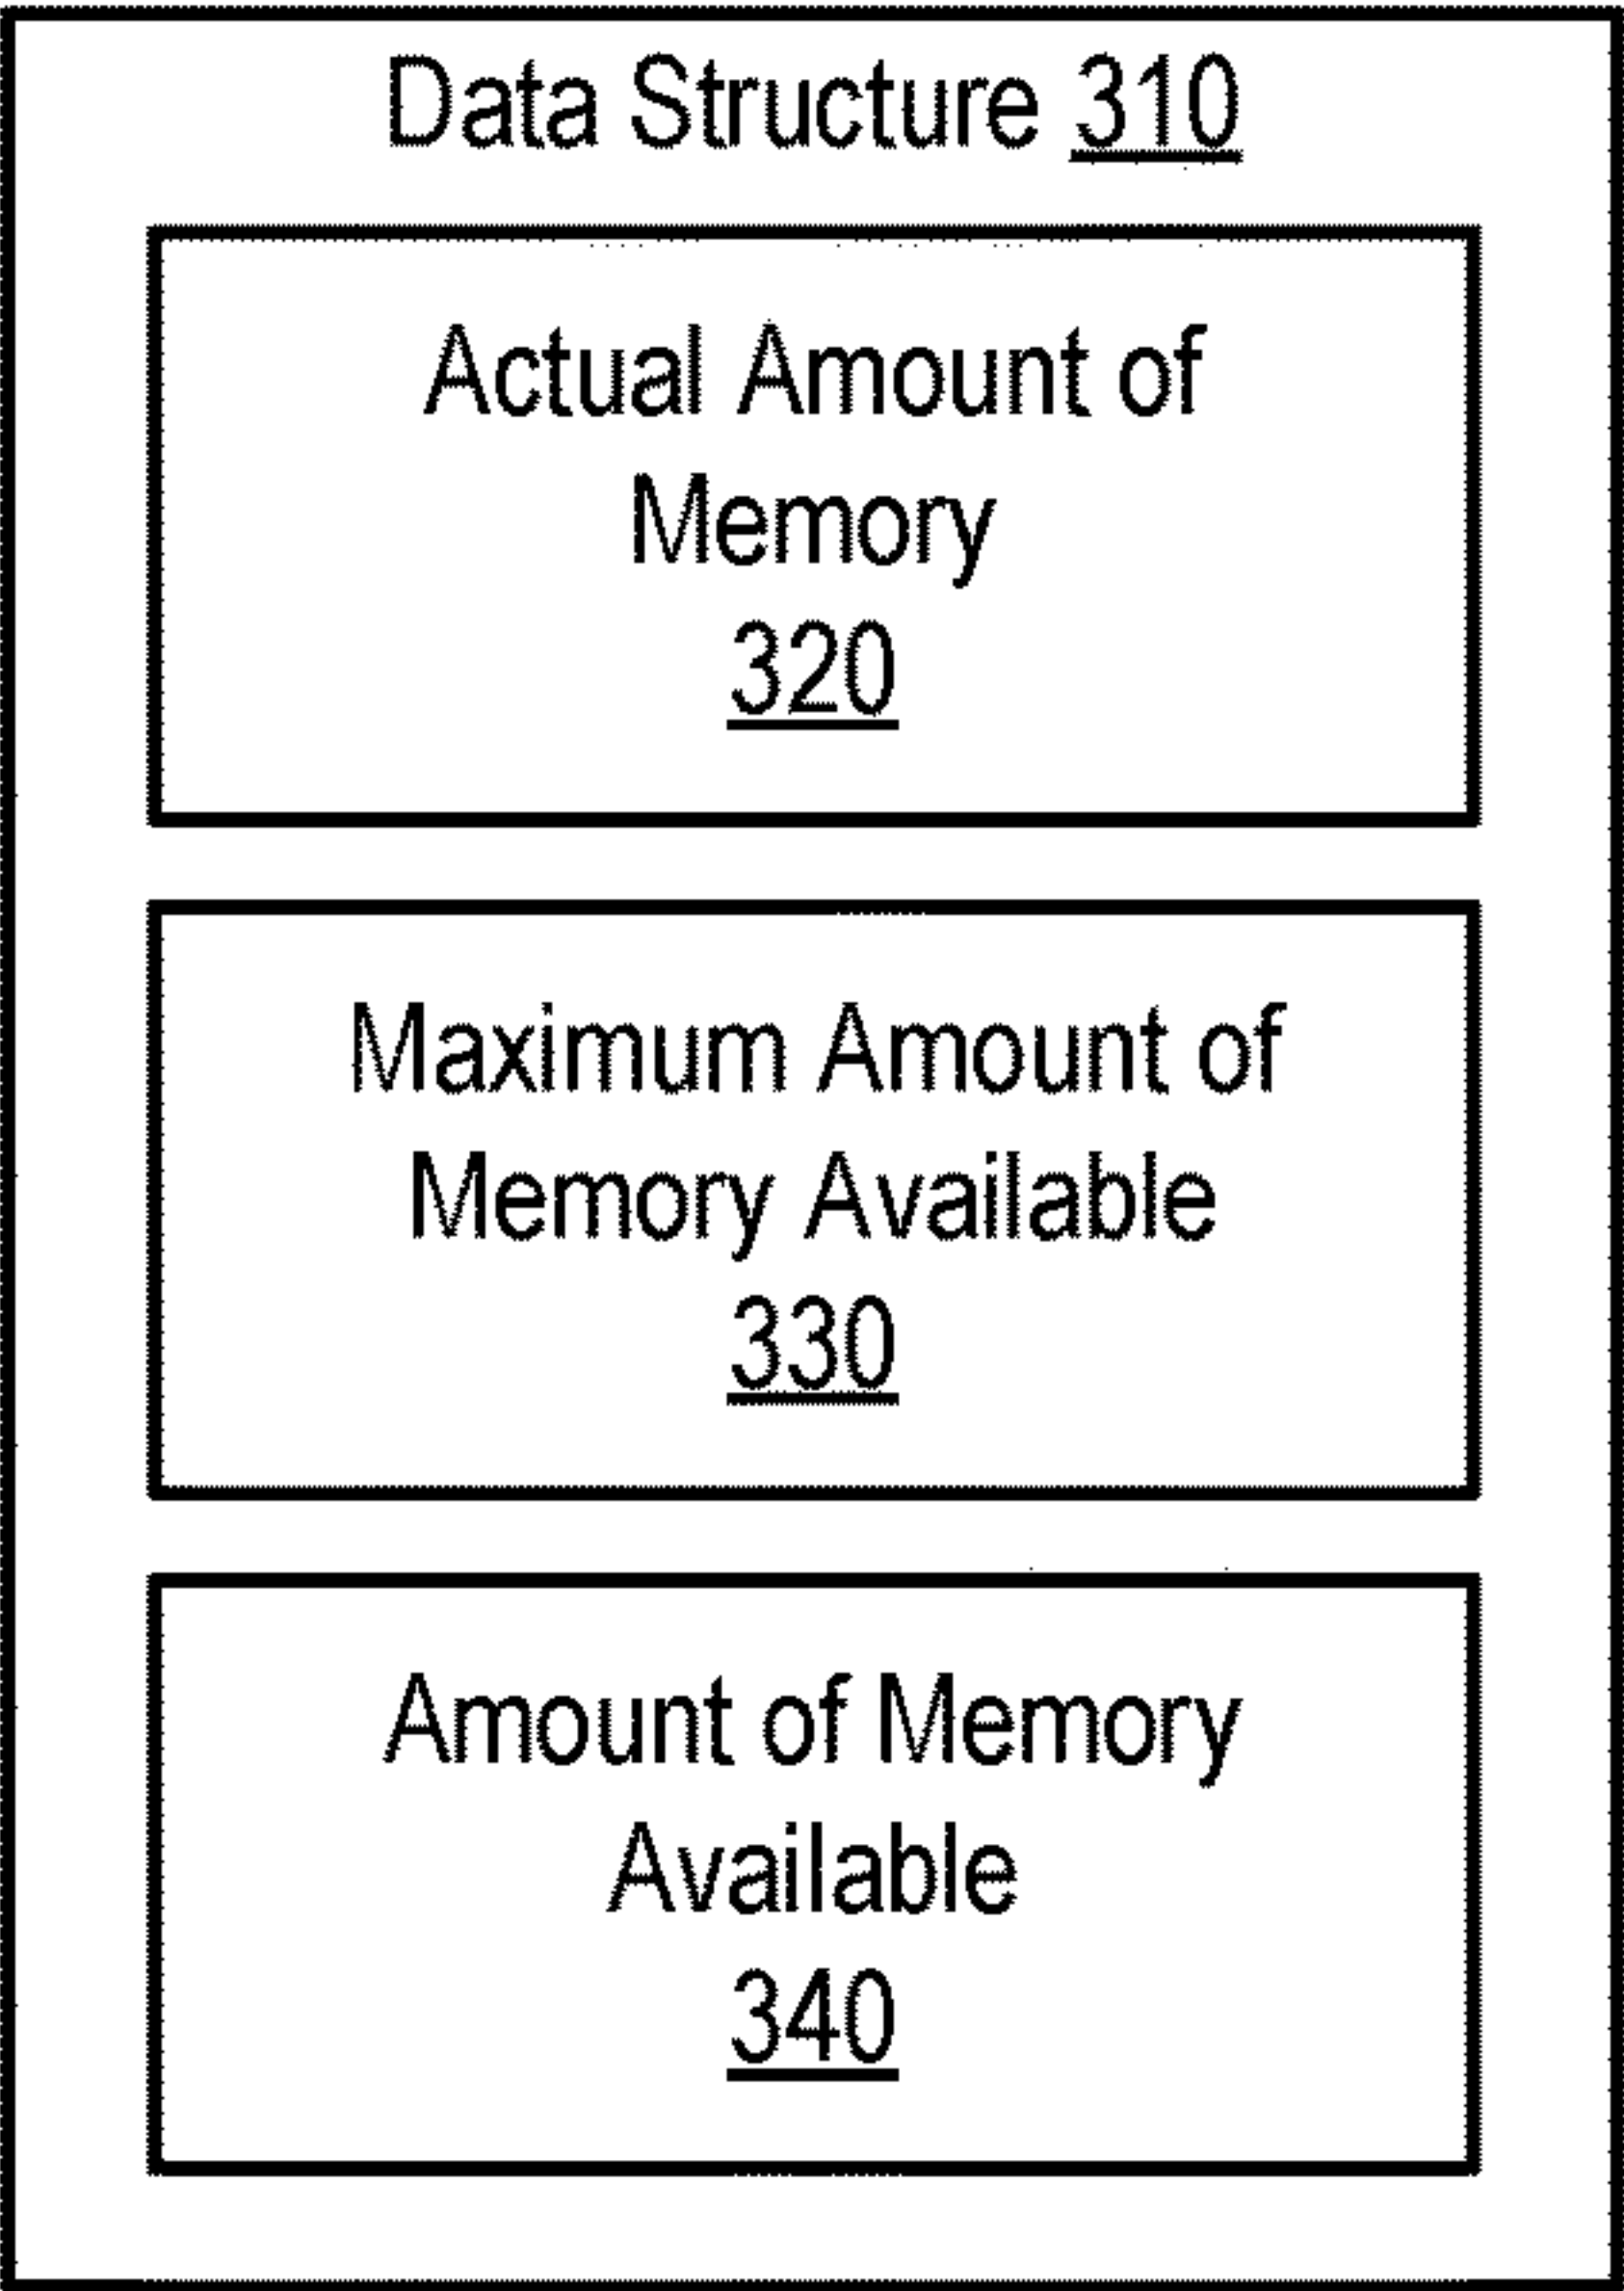 Data Structure 310
Actual Amount of
Memory
320
Maximum Amount of
Memory Available
330
Amount of Memory
Available
340